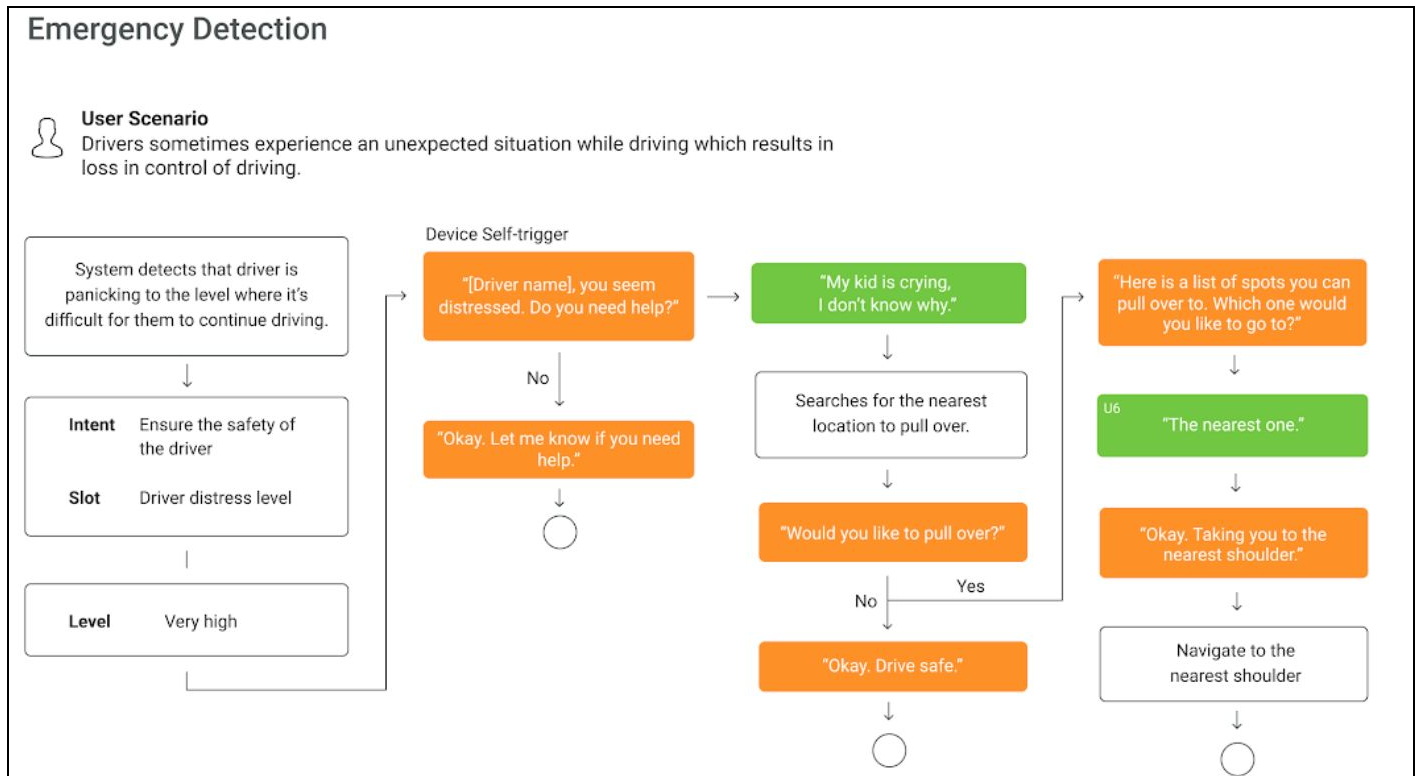 Emergency Detection
User Scenario
Drivers sometimes experience an unexpected situation while driving which results in
loss in control of driving.
System detects that driver is
panicking to the level where it’s
difficult for them to continue driving.
Intent Ensure the safety of
the driver
Slot Driver distress level
Level Very high
Device Self-trigger
“[Driver name], you seem
distressed. Do you need help?”
No
“Okay. Let me know if you need
help.”
“My kid is crying,
I don’t know why.”
Searches for the nearest
location to pull over.
“Would you like to pull over?”
No
Yes
“Okay. Drive safe.”
“Here is a list of spots you can
pull over to. Which one would
you like to go to?”
U6
“The nearest one.”
“Okay. Taking you to the
nearest shoulder.”
Navigate to the
nearest shoulder